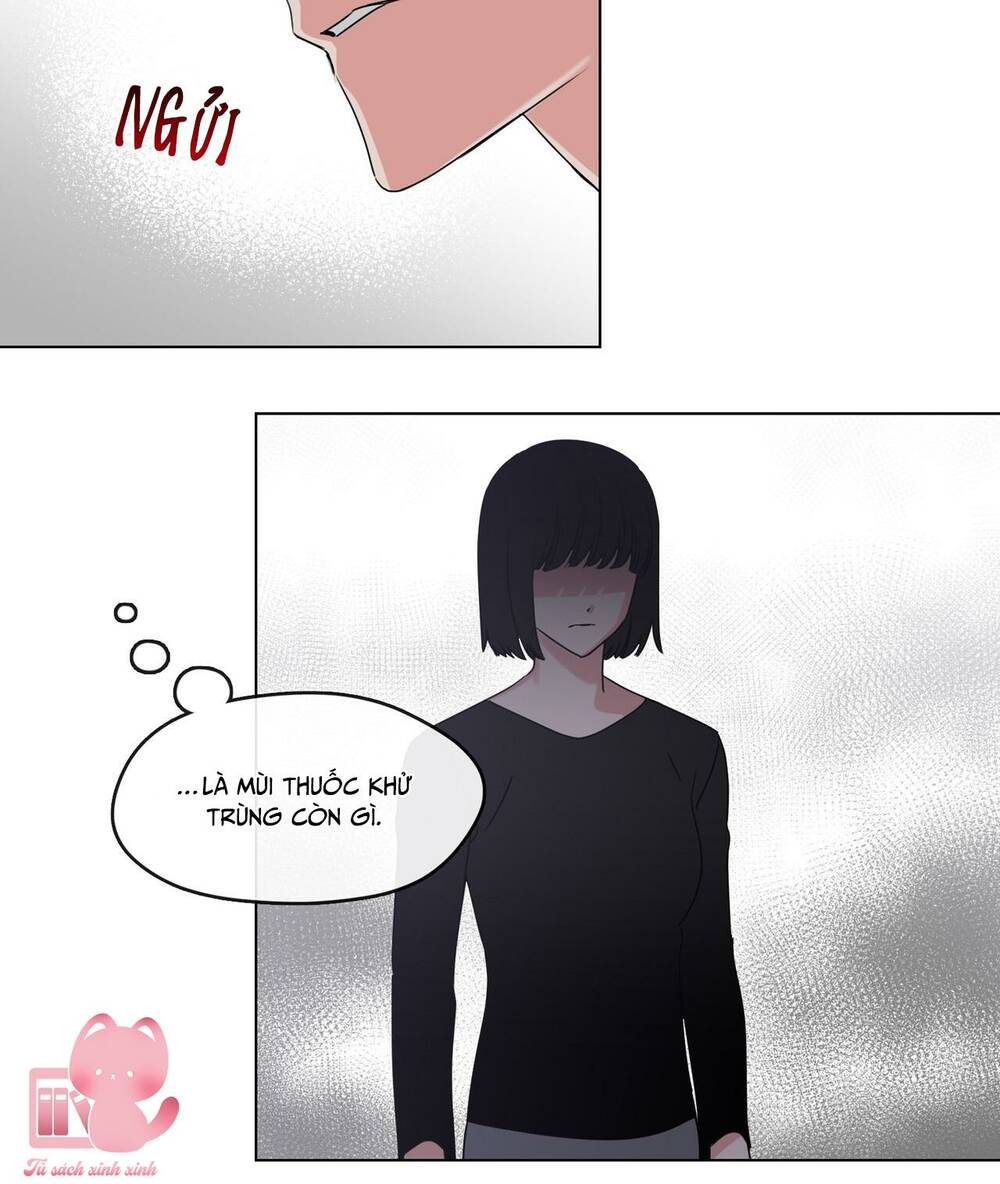 NGỬI
...LÀ MÙI THUỐC KHỬ
TRÙNG CÒN GÌ.
Tủ sách xinh xinh